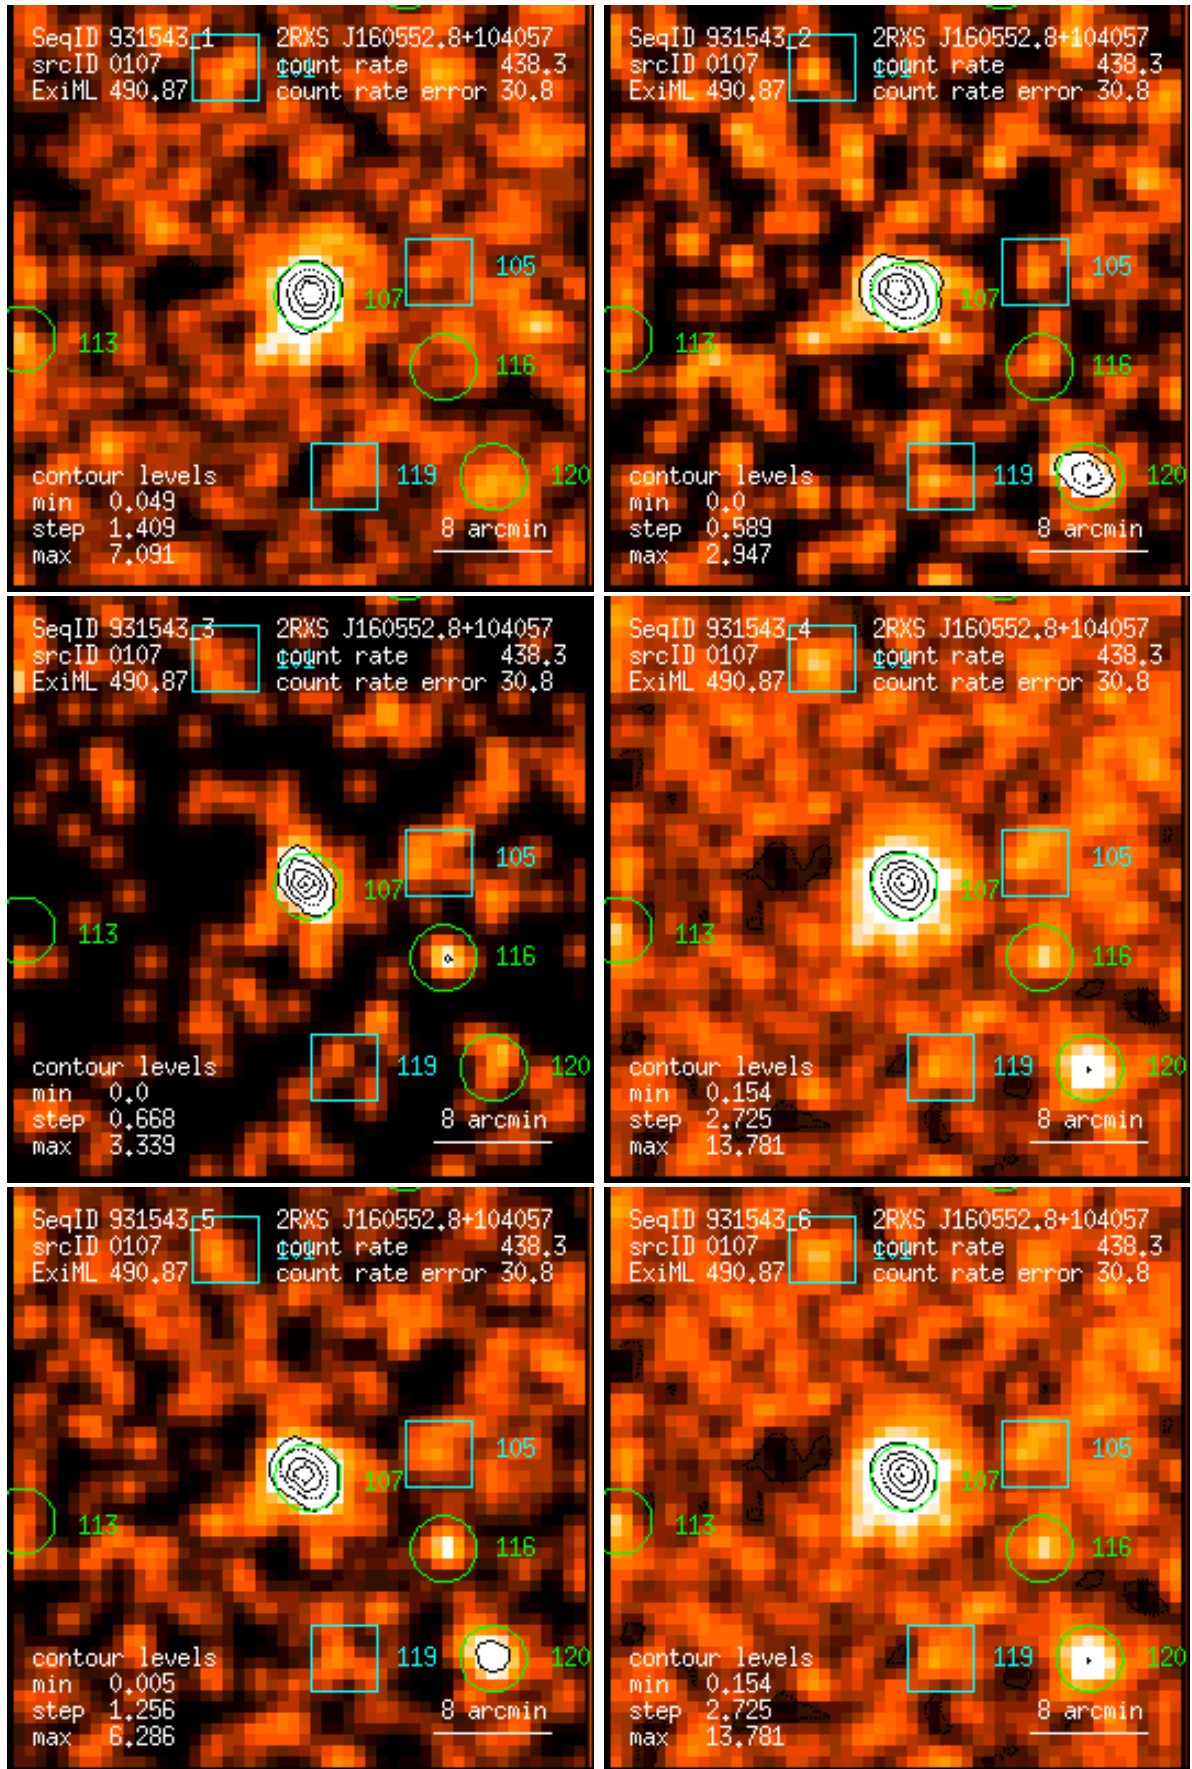 SeqID 931543_1 2RXS J160552.8+104057
srcID 0107 count rate 438.3
101
ExiML 490.87 count rate error 30.8
105
107
113
116
119
120
contour levels
min 0.049
step 1.409
max 7.091
8 arcmin
SeqID 931543_2 2RXS J160552.8+104057
srcID 0107 count rate 438.3
101
ExiML 490.87 count rate error 30.8
105
107
113
116
119
120
contour levels
min 0.0
step 0.589
max 2.947
8 arcmin
SeqID 931543_3 2RXS J160552.8+104057
srcID 0107 count rate 438.3
101
ExiML 490.87 count rate error 30.8
105
107
113
116
119
120
contour levels
min 0.0
step 0.668
max 3.339
8 arcmin
SeqID 931543_4 2RXS J160552.8+104057
srcID 0107 count rate 438.3
101
ExiML 490.87 count rate error 30.8
105
107
113
116
119
120
contour levels
min 0.154
step 2.725
max 13.781
8 arcmin
SeqID 931543_5 2RXS J160552.8+104057
srcID 0107 count rate 438.3
101
ExiML 490.87 count rate error 30.8
105
107
113
116
119
120
contour levels
min 0.005
step 1.256
max 6.286
8 arcmin
SeqID 931543_6 2RXS J160552.8+104057
srcID 0107 count rate 438.3
101
ExiML 490.87 count rate error 30.8
105
107
113
116
119
120
contour levels
min 0.154
step 2.725
max 13.781
8 arcmin